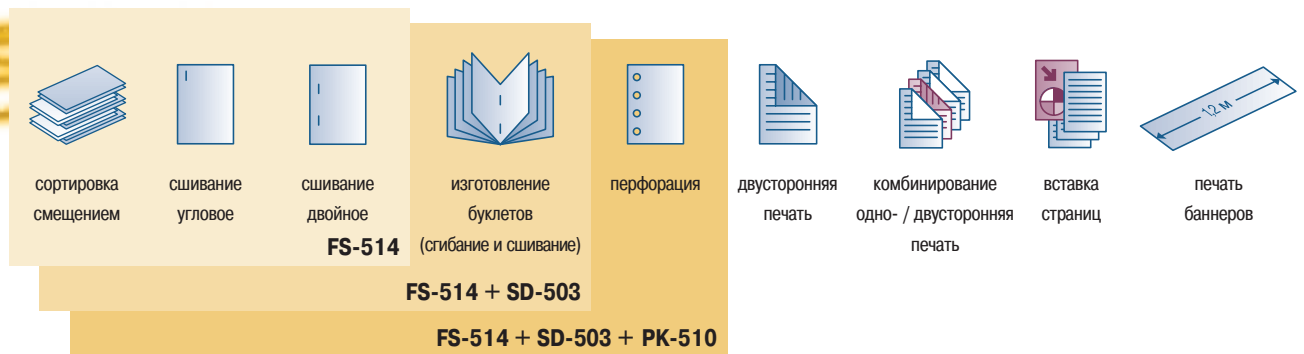 1,2 м
сортировка
смещением
сшивание
угловое
сшивание
двойное
FS-514
изготовление
буклетов
(сгибание и сшивание)
FS-514 + SD-503
перфорация
FS-514 + SD-503 + PK-510
двусторонняя
печать
комбинирование
одно- / двусторонняя
печать
вставка
страниц
печать
баннеров